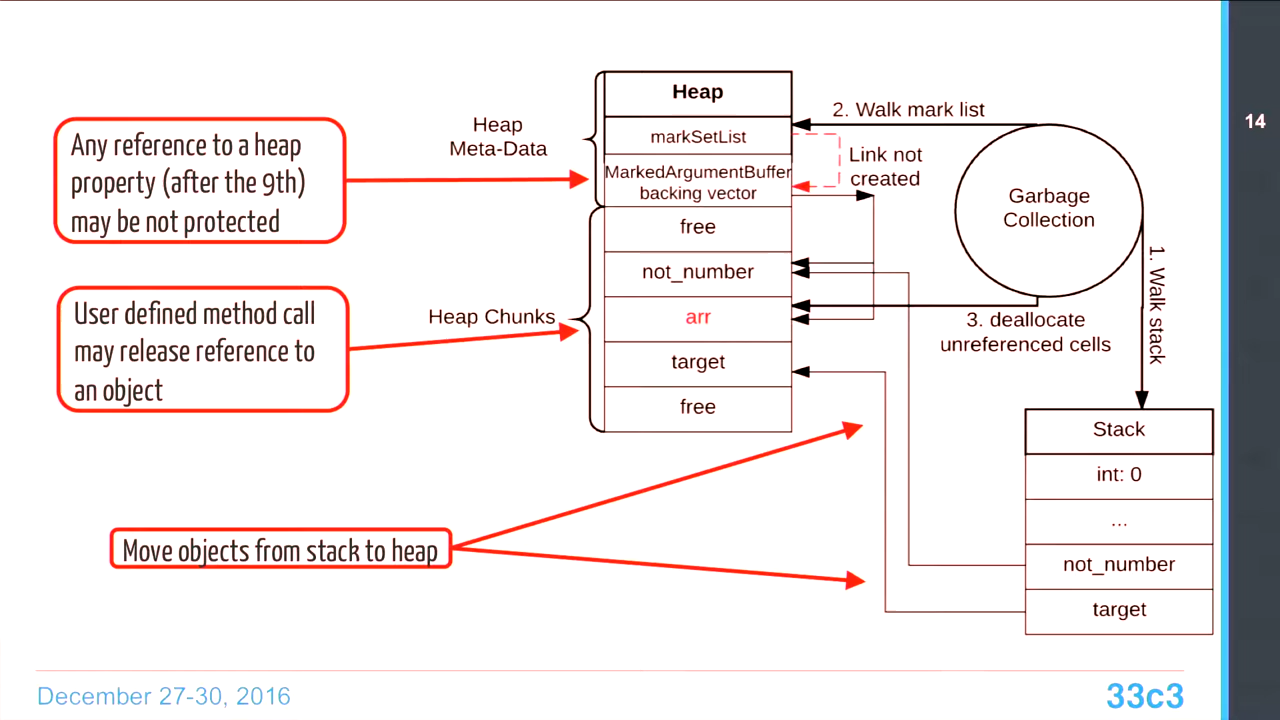 14
Heap
markSetList
MarkedArgumentBuffer
backing vector
free
not_number
arr
target
free
Heap
Meta-Data
Heap Chunks
2. Walk mark list
Link not
created
Garbage
Collection
1. Walk stack
3. deallocate
unreferenced cells
Stack
int: 0
...
not_number
target
Any reference to a heap
property (after the 9th)
may be not protected
User defined method call
may release reference to
an object
Move objects from stack to heap
December 27-30, 2016
33c3